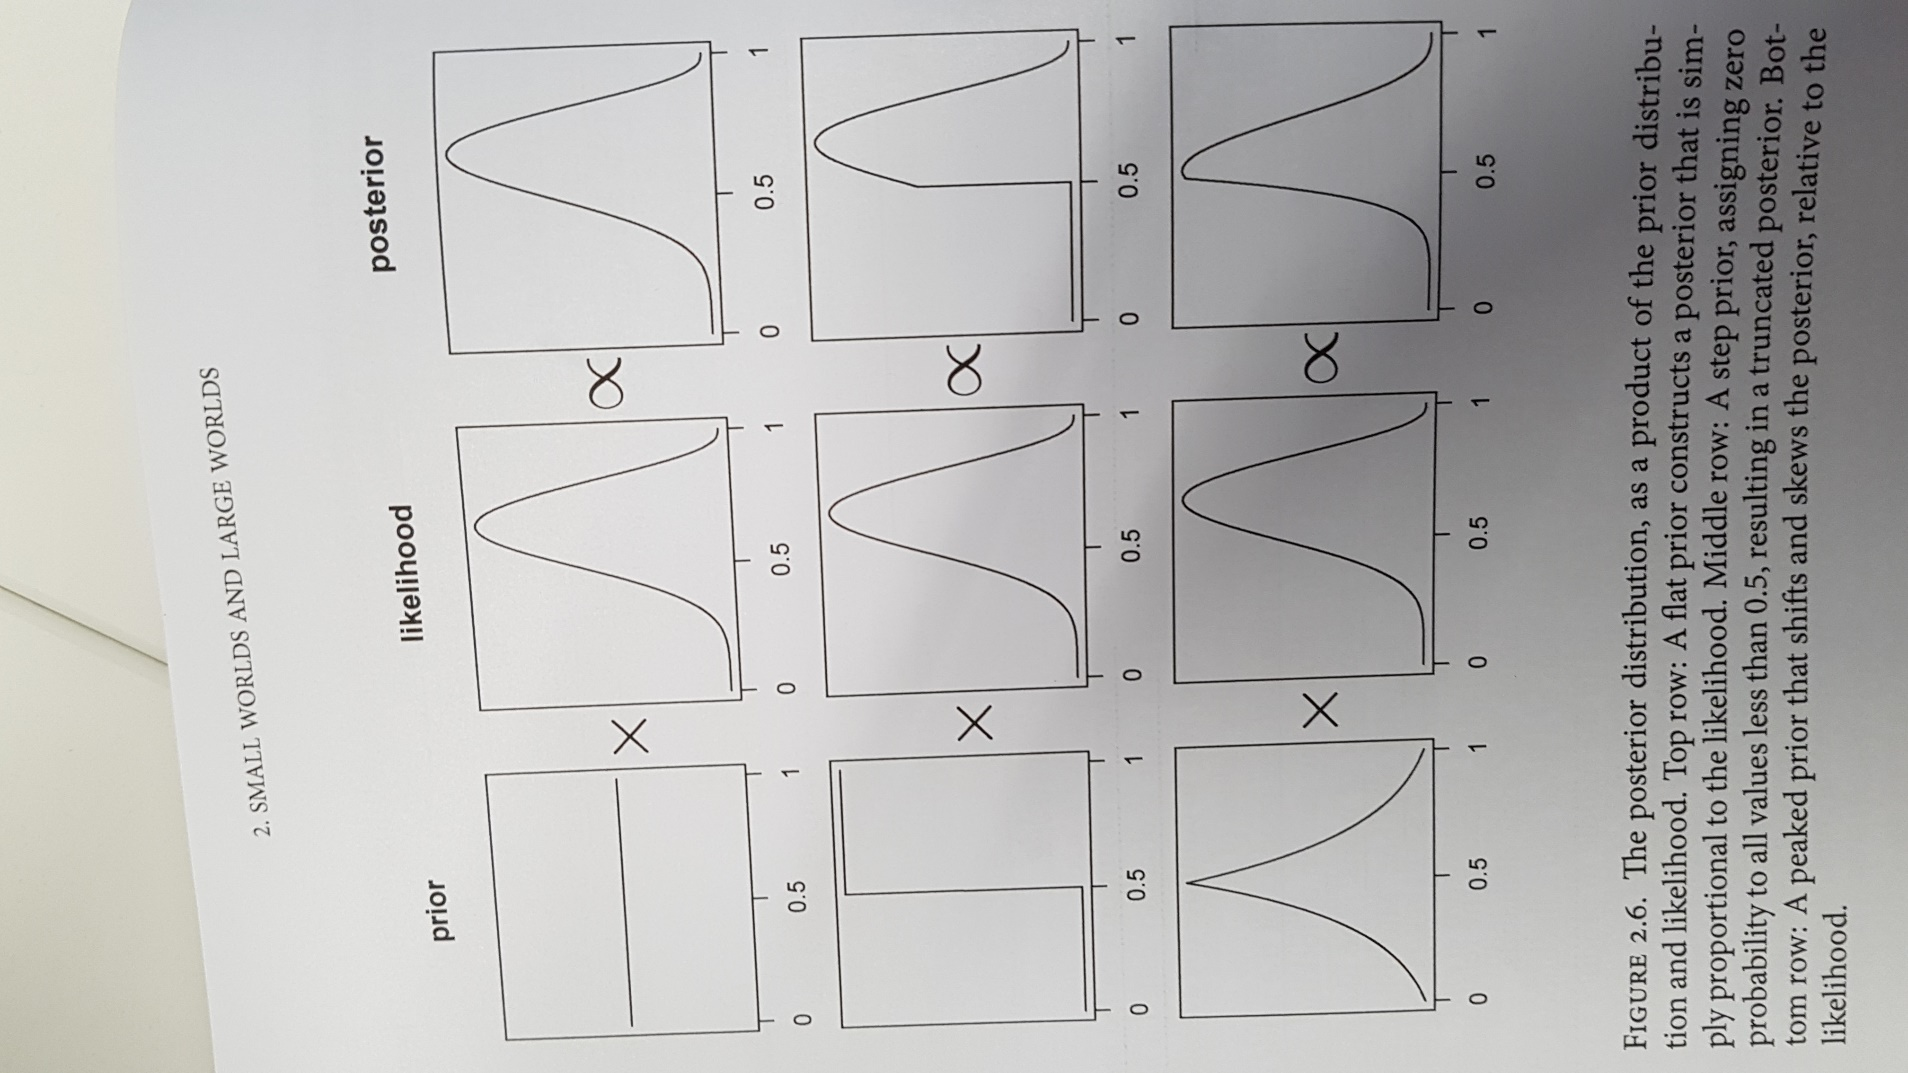 2. SMALL WORLDS AND LARGE WORLDS
prior likelihood posterior
0 0.5 1 × 0 0.5 1 ∝ 0 0.5 1
0 0.5 1 × 0 0.5 1 ∝ 0 0.5 1
0 0.5 1 × 0 0.5 1 ∝ 0 0.5 1
FIGURE 2.6. The posterior distribution, as a product of the prior distribu-
tion and likelihood. Top row: A flat prior constructs a posterior that is sim-
ply proportional to the likelihood. Middle row: A step prior, assigning zero
probability to all values less than 0.5, resulting in a truncated posterior. Bot-
tom row: A peaked prior that shifts and skews the posterior, relative to the
likelihood.